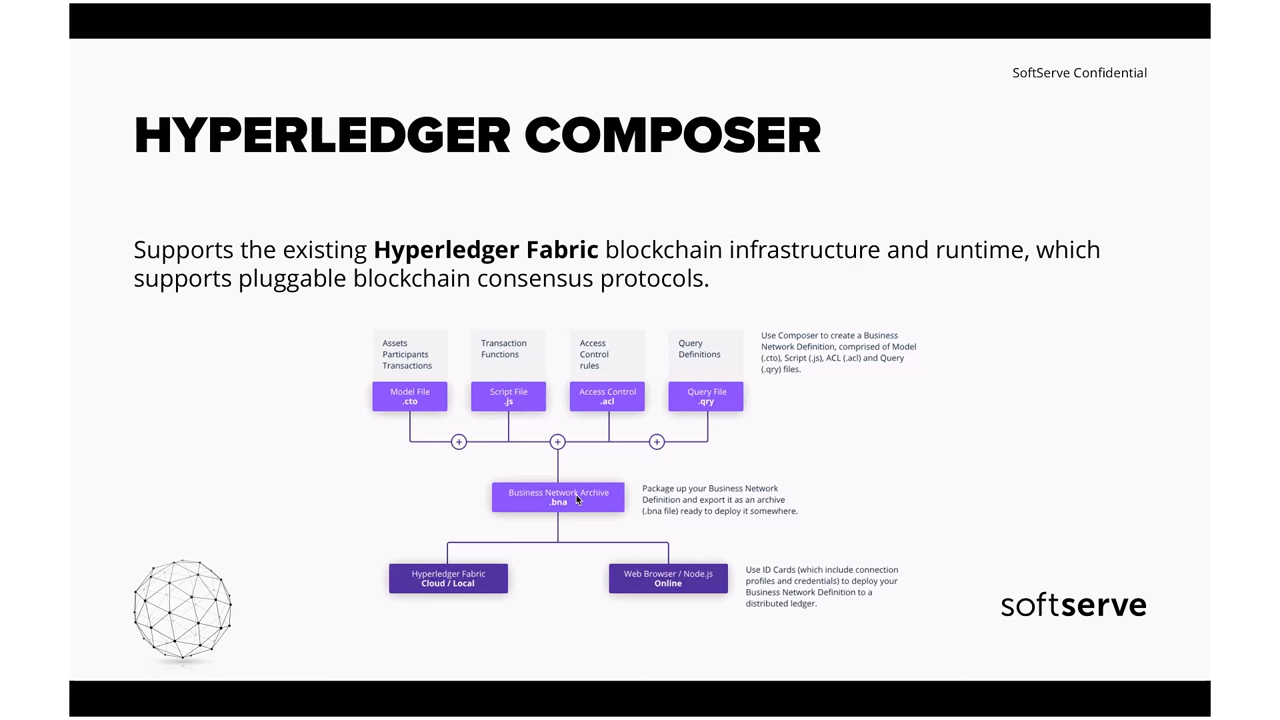 SoftServe Confidential
HYPERLEDGER COMPOSER
Supports the existing Hyperledger Fabric blockchain infrastructure and runtime, which
supports pluggable blockchain consensus protocols.
Assets
Participants
Transactions
Model File
.cto
Transaction
Functions
Script File
.js
Access
Control
rules
Access Control
.acl
Query
Definitions
Query File
.qry
Use Composer to create a Business
Network Definition, comprised of Model
(.cto), Script (.js), ACL (.acl) and Query
(.qry) files.
+
+
+
Business Network Archive
.bna
Package up your Business Network
Definition and export it as an archive
(.bna file) ready to deploy it somewhere.
Hyperledger Fabric
Cloud / Local
Web Browser / Node.js
Online
Use ID Cards (which include connection
profiles and credentials) to deploy your
Business Network Definition to a
distributed ledger.
softserve